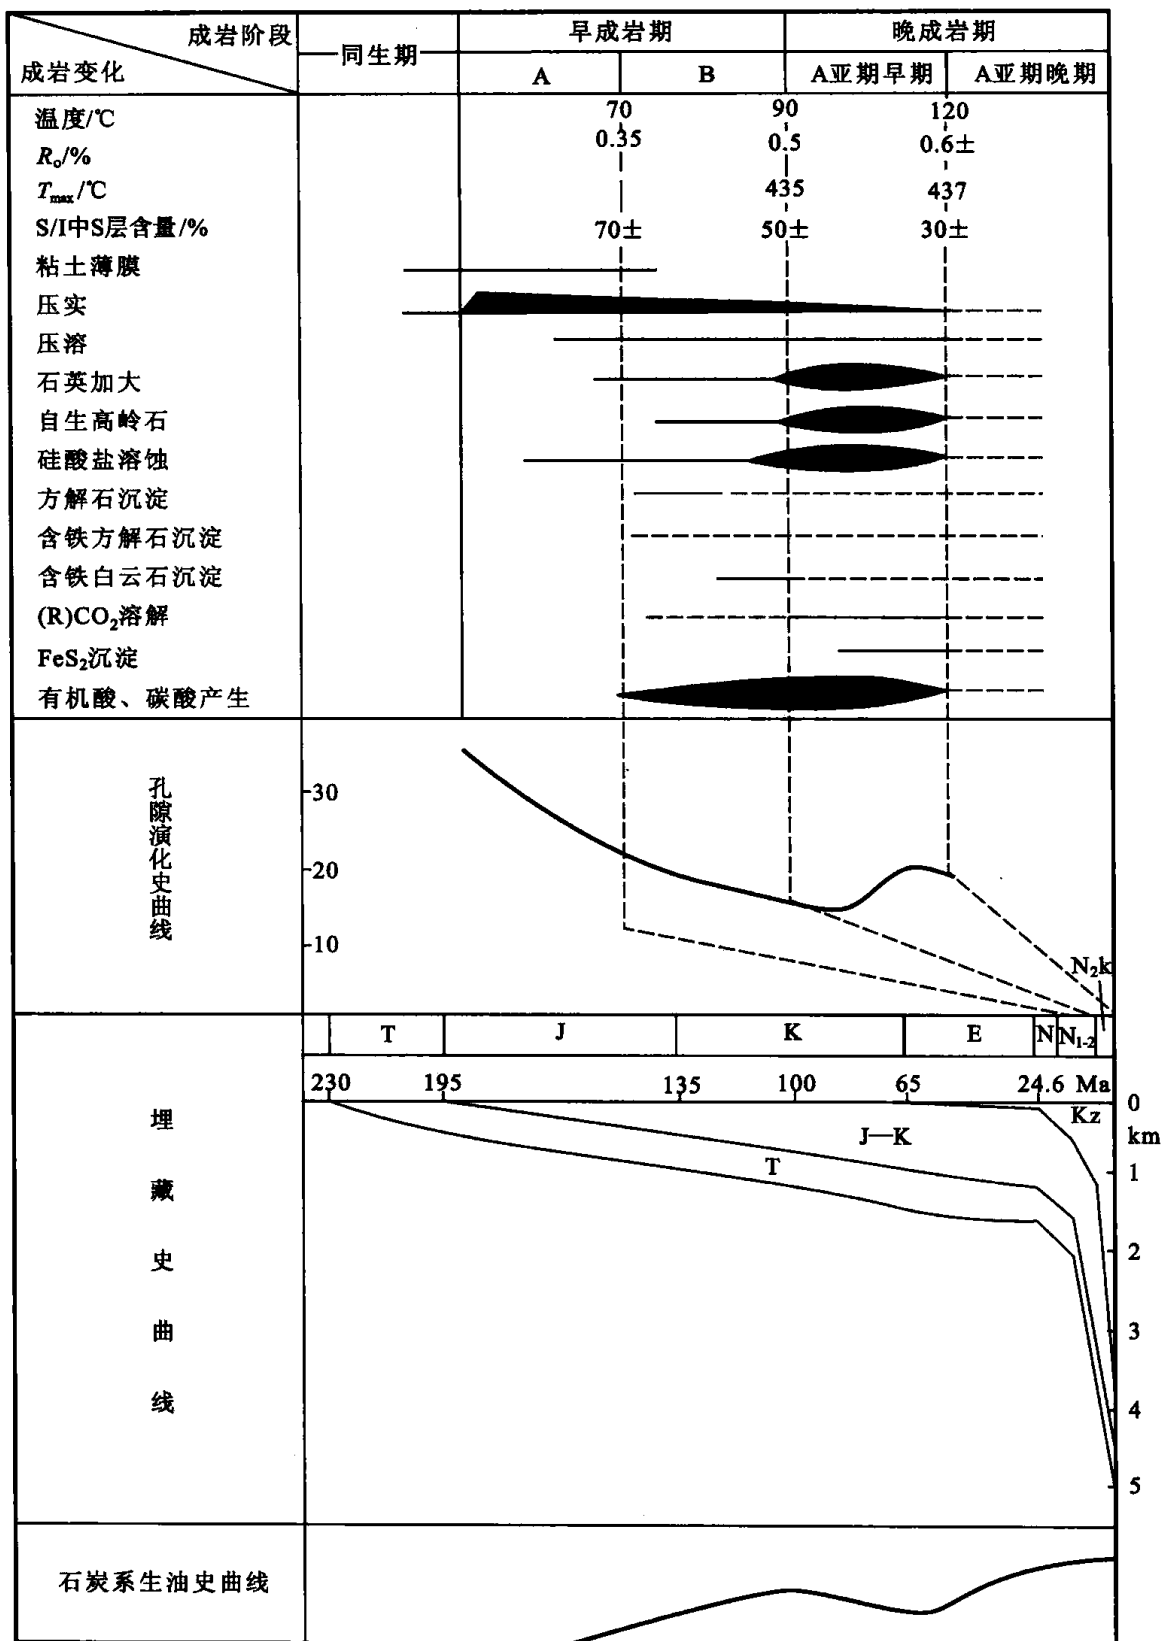 成岩阶段
成岩变化
同生期
早成岩期
晚成岩期
A
B
A亚期早期
A亚期晚期
温度/℃
70
90
120
Rₒ/%
0.35
0.5
0.6±
Tmax/℃
435
437
S/I中S层含量/%
70±
50±
30±
粘土薄膜
压实
压溶
石英加大
自生高岭石
硅酸盐溶蚀
方解石沉淀
含铁方解石沉淀
含铁白云石沉淀
(R)CO₂溶解
FeS₂沉淀
有机酸、碳酸产生
孔隙演化史曲线
30
20
10
N₂k
T
J
K
E
N
N₁₋₂
230
195
135
100
65
24.6
Ma
埋藏史曲线
Kz
J—K
T
0
km
1
2
3
4
5
石炭系生油史曲线